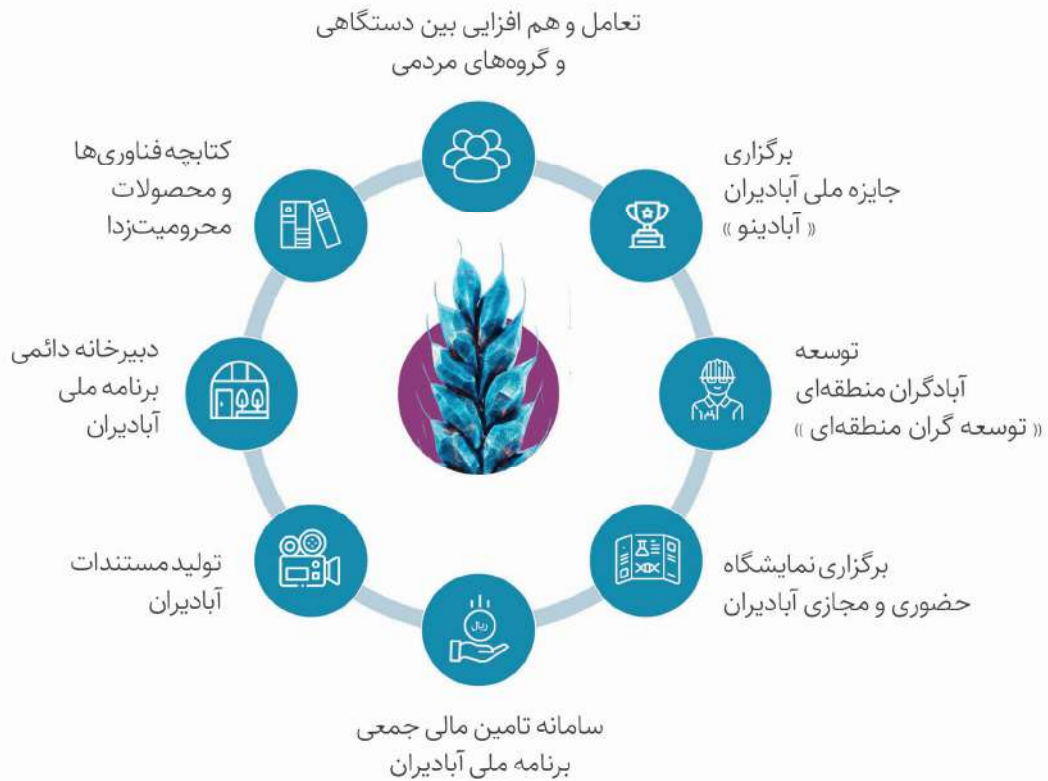 تعامل و هم افزایی بین دستگاهی
و گروه‌های مردمی
برگزاری
جایزه ملی آبادیران
« آبادینو »
توسعه
آبادگران منطقه‌ای
« توسعه گران منطقه‌ای »
برگزاری نمایشگاه
حضوری و مجازی آبادیران
ریال
سامانه تامین مالی جمعی
برنامه ملی آبادیران
تولید مستندات
آبادیران
دبیرخانه دائمی
برنامه ملی
آبادیران
کتابچه فناوری‌ها
و محصولات
محرومیت‌زدا